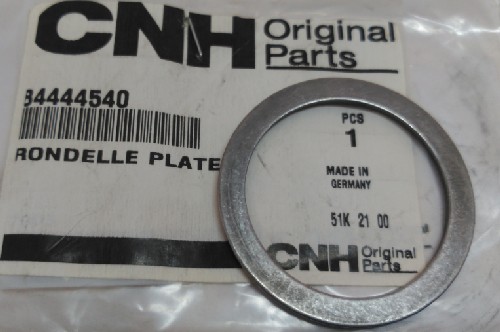 CNH Original Parts
84444540
RONDELLE PLATE
PCS
1
MADE IN
GERMANY
51K 21 00
CNH Original Parts